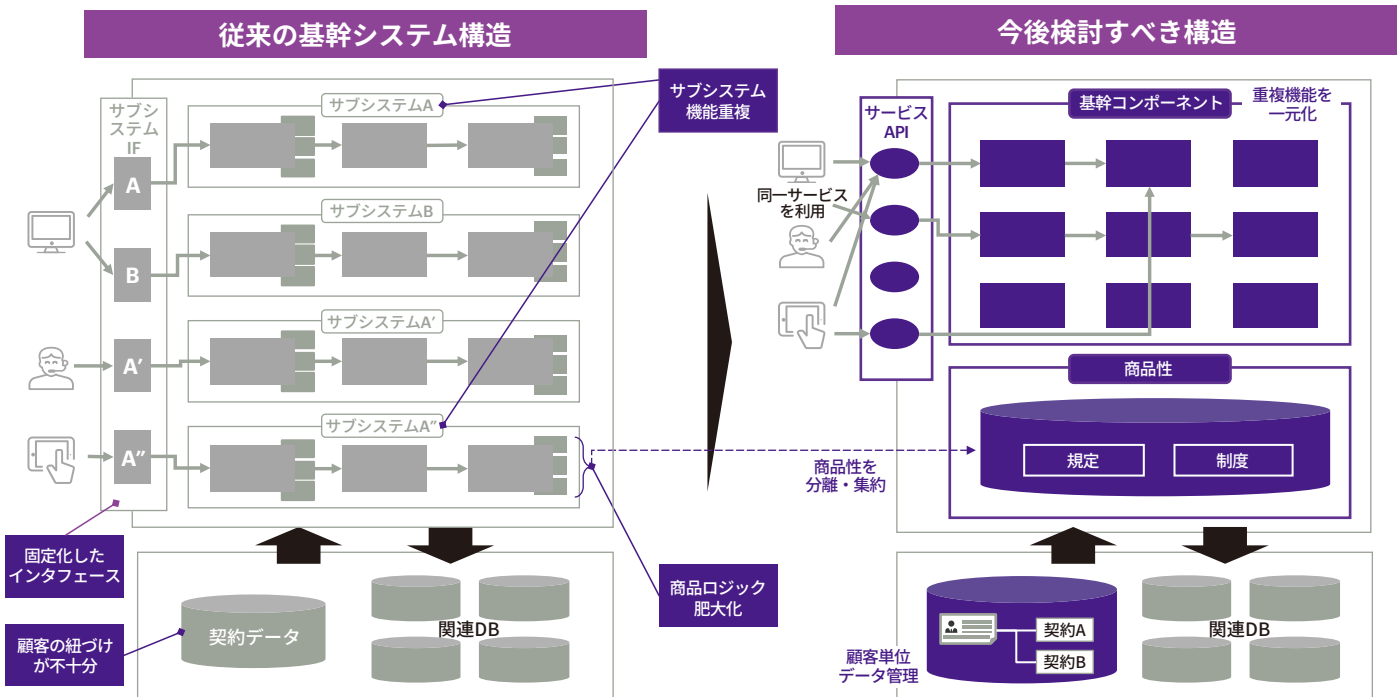 従来の基幹システム構造
サブシ
ステム
IF
A
B
A′
A″
サブシステムA
サブシステムB
サブシステムA′
サブシステムA″
サブシステム
機能重複
固定化した
インタフェース
顧客の紐づけ
が不十分
契約データ
関連DB
商品ロジック
肥大化
今後検討すべき構造
サービス
API
基幹コンポーネント
重複機能を
一元化
同一サービス
を利用
商品性
規定
制度
商品性を
分離・集約
顧客単位
データ管理
契約A
契約B
関連DB